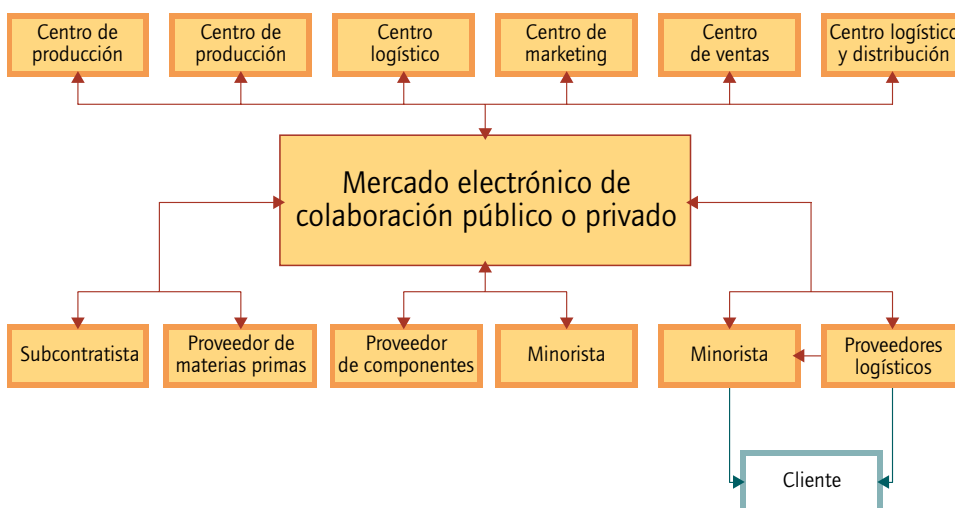 Centro de
producción
Centro de
producción
Centro
logístico
Centro de
marketing
Centro
de ventas
Centro logístico
y distribución
Mercado electrónico de
colaboración público o privado
Subcontratista
Proveedor de
materias primas
Proveedor
de componentes
Minorista
Minorista
Proveedores
logísticos
Cliente